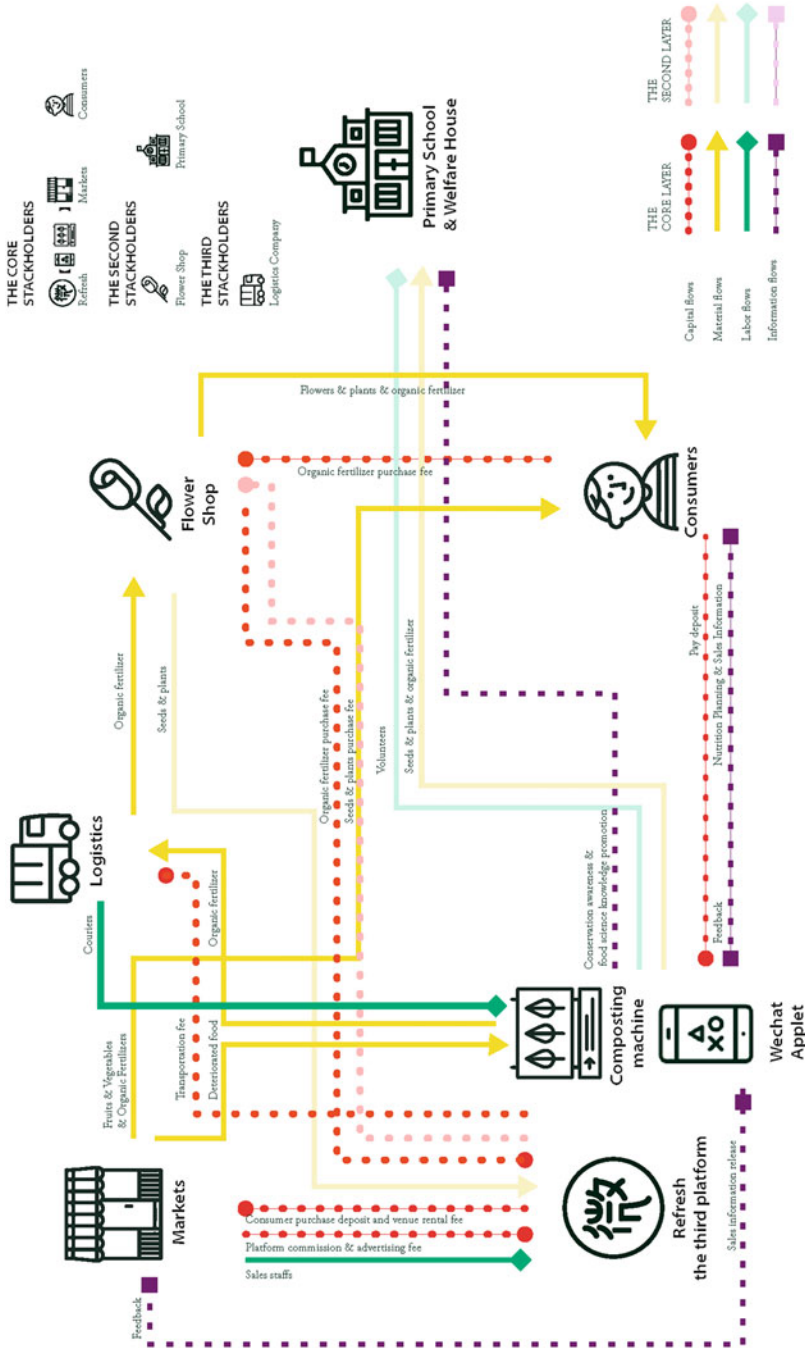 THE CORE
STACKHOLDERS
Refresh
Markets
Consumers
THE SECOND
STACKHOLDERS
Flower Shop
Primary School
THE THIRD
STACKHOLDERS
Logistics Company
Markets
Logistics
Flower
Shop
Primary School
& Welfare House
Fruits & Vegetables
& Organic Fertilizers
Couriers
Organic fertilizer
Seeds & plants
Transportation fee
Deteriorated food
Organic fertilizer
Flowers & plants & organic fertilizer
Organic fertilizer purchase fee
Organic fertilizer purchase fee
Seeds & plants purchase fee
Volunteers
Seeds & plants & organic fertilizer
Conservation awareness &
food science knowledge promotion
Feedback
Consumer purchase deposit and venue rental fee
Platform commission & advertising fee
Sales staffs
Refresh
the third platform
Composting
machine
Wechat
Applet
Consumers
Pay deposit
Feedback
Nutrition Planning & Sales Information
Sales information release
THE
CORE LAYER
THE
SECOND LAYER
Capital flows
Material flows
Labor flows
Information flows